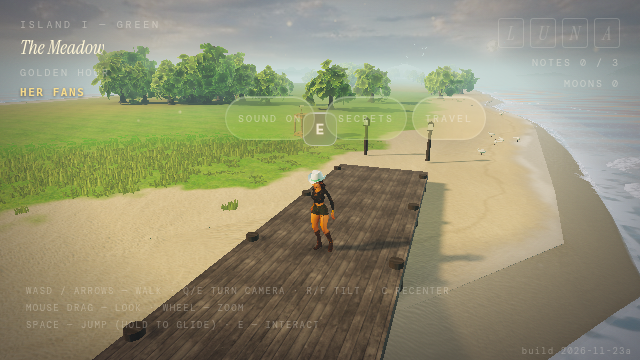 ISLAND I — GREEN
The Meadow
GOLDEN HO
HER FANS
L U N A
NOTES 0 / 3
MOONS 0
SOUND ON
SECRETS
TRAVEL
E
WASD / ARROWS — WALK · Q/E TURN CAMERA · R/F TILT · C RECENTER
MOUSE DRAG — LOOK · WHEEL — ZOOM
SPACE — JUMP (HOLD TO GLIDE) · E — INTERACT
build 2026-11-23a